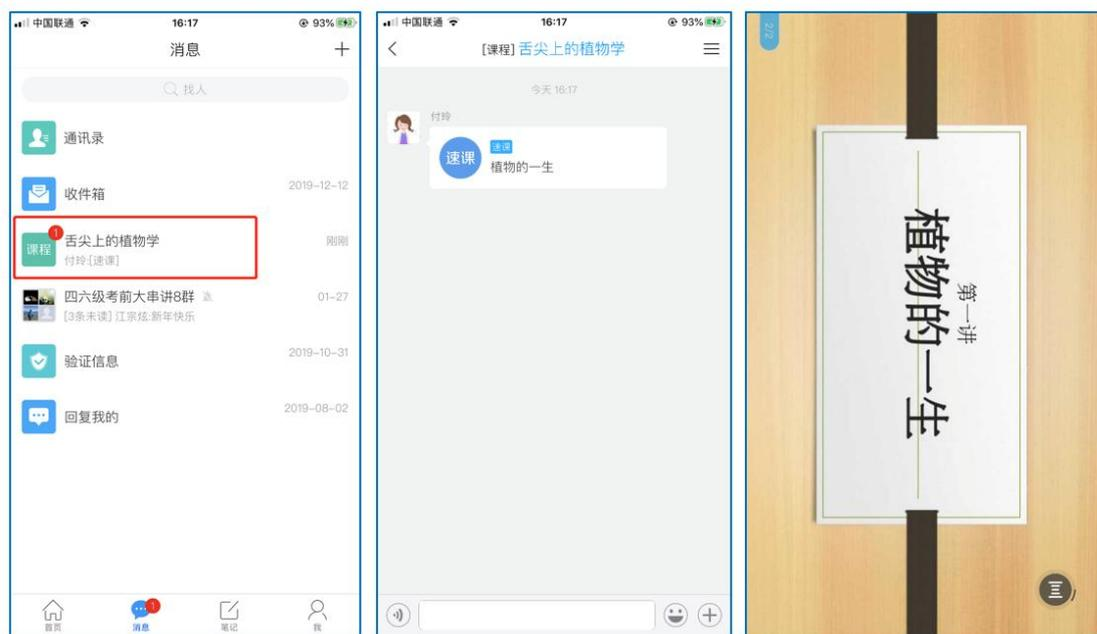 中国联通
16:17
93%
消息
找人
通讯录
收件箱
2019-12-12
课程
1
舌尖上的植物学
刚刚
付玲:[速课]
四六级考前大串讲8群
01-27
[3条未读] 江宗炫:新年快乐
验证信息
2019-10-31
回复我的
2019-08-02
1
首页
消息
笔记
我
中国联通
16:17
93%
[课程] 舌尖上的植物学
今天 16:17
付玲
速课
速课
植物的一生
2/2
第一讲
植物的一生